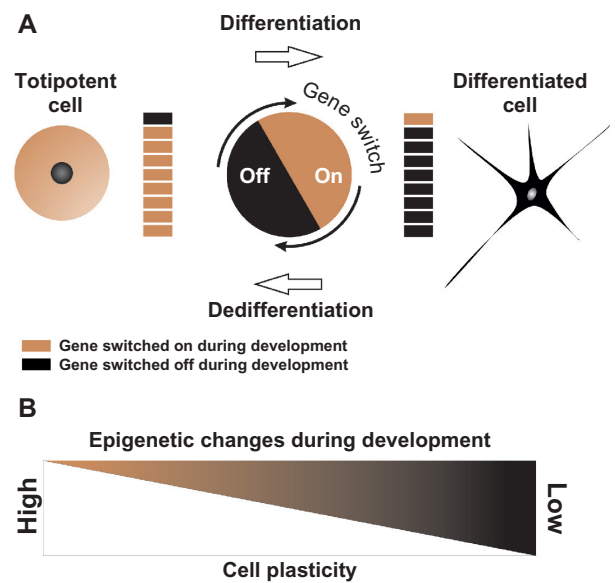 A
Differentiation
Totipotent
cell
Gene switch
Differentiated
cell
Off
On
Dedifferentiation
Gene switched on during development
Gene switched off during development
B
Epigenetic changes during development
High
Low
Cell plasticity